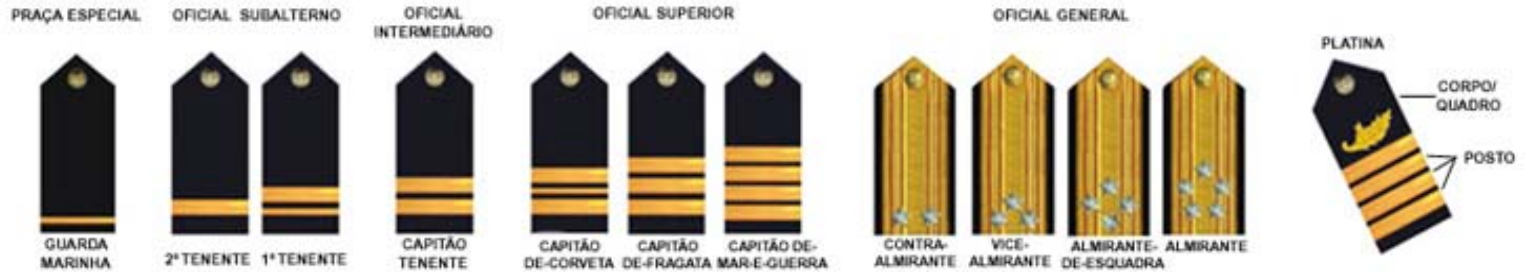 PRAÇA ESPECIAL
OFICIAL SUBALTERNO
OFICIAL
INTERMEDIÁRIO
OFICIAL SUPERIOR
OFICIAL GENERAL
PLATINA
CORPO/
QUADRO
POSTO
GUARDA
MARINHA
2º TENENTE
1º TENENTE
CAPITÃO
TENENTE
CAPITÃO
DE-CORVETA
CAPITÃO
DE-FRAGATA
CAPITÃO DE-
MAR-E-GUERRA
CONTRA-
ALMIRANTE
VICE-
ALMIRANTE
ALMIRANTE-
DE-ESQUADRA
ALMIRANTE